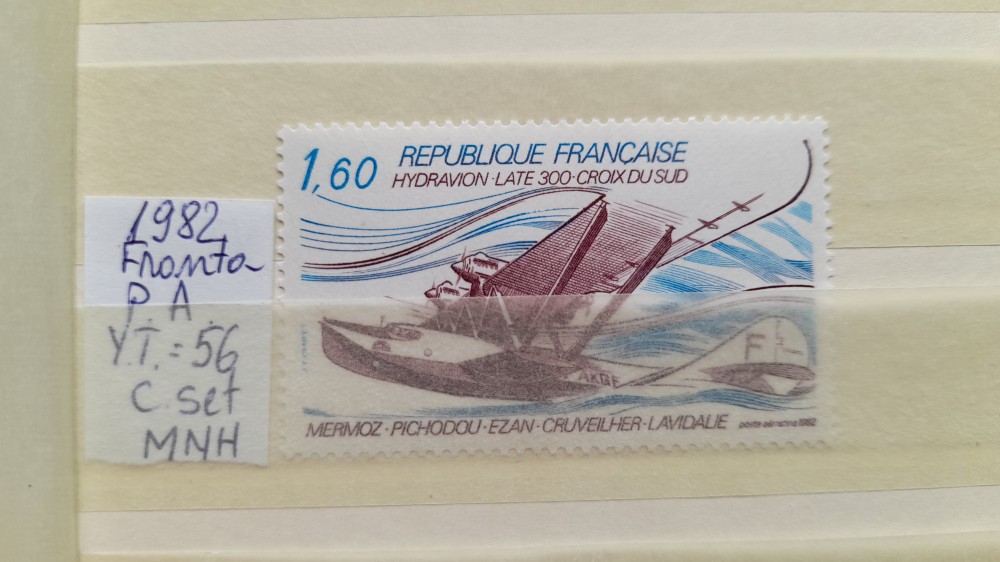 1982
Franta
P. A.
Y.T. = 56
C. set
MNH
1,60
REPUBLIQUE FRANÇAISE
HYDRAVION·LATE 300·CROIX DU SUD
F
AKGF
MERMOZ·PICHODOU·EZAN·CRUVEILHER·LAVIDALIE
poste aérienne 1982